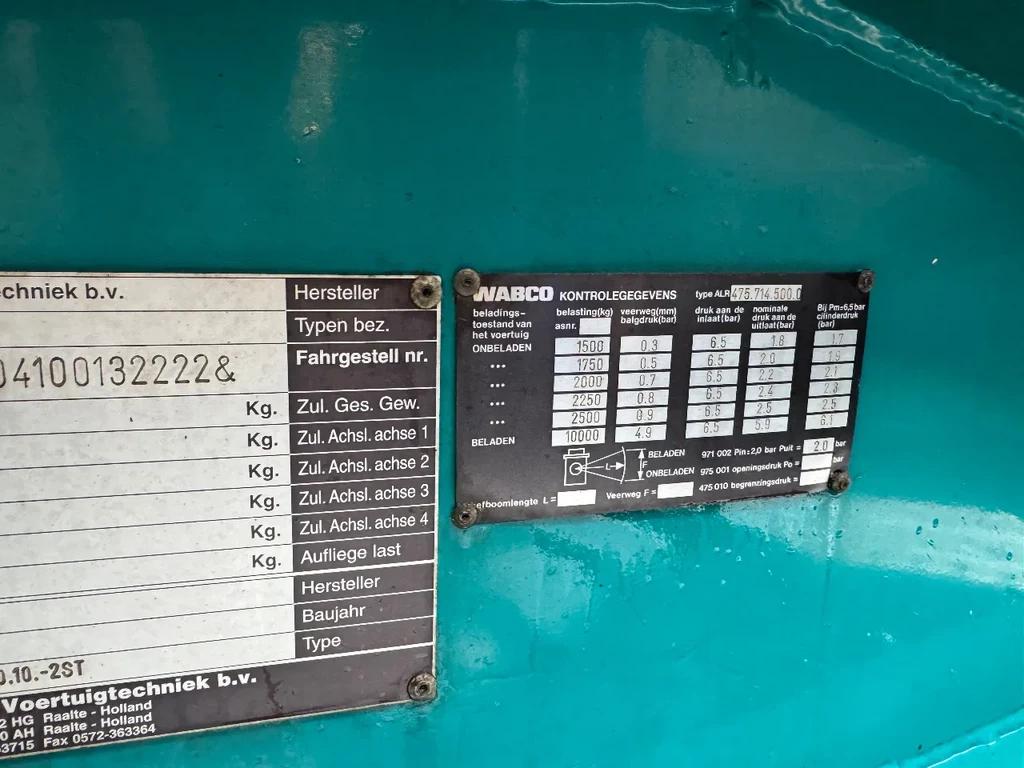 chniek b.v.
Hersteller
Typen bez.
04100132222&
Fahrgestell nr.
Kg. Zul. Ges. Gew.
Kg. Zul. Achsl. achse 1
Kg. Zul. Achsl. achse 2
Kg. Zul. Achsl. achse 3
Kg. Zul. Achsl. achse 4
Kg. Aufliege last
Hersteller
Baujahr
Type
0.10.-2ST
Voertuigtechniek b.v.
2 HG Raalte - Holland
0 AH Raalte - Holland
3715 Fax 0572-363364
WABCO KONTROLEGEGEVENS type ALR 475.714.500.0
beladings-
toestand van
het voertuig
belasting(kg)
asnr.
veerweg(mm)
balgdruk(bar)
druk aan de
inlaat(bar)
nominale
druk aan de
uitlaat(bar)
Bij Pm=6,5 bar
cilinderdruk
(bar)
ONBELADEN 1500 0.3 6.5 1.8 1.7
... 1750 0.5 6.5 2.0 1.9
... 2000 0.7 6.5 2.2 2.1
... 2250 0.8 6.5 2.4 2.3
... 2500 0.9 6.5 2.5 2.5
BELADEN 10000 4.9 6.5 5.9 6.1
BELADEN
L
F
ONBELADEN
971 002 Pin=2,0 bar Puit = 2.0 bar
975 001 openingsdruk Po = bar
475 010 begrenzingsdruk = bar
efboomlengte L = Veerweg F =